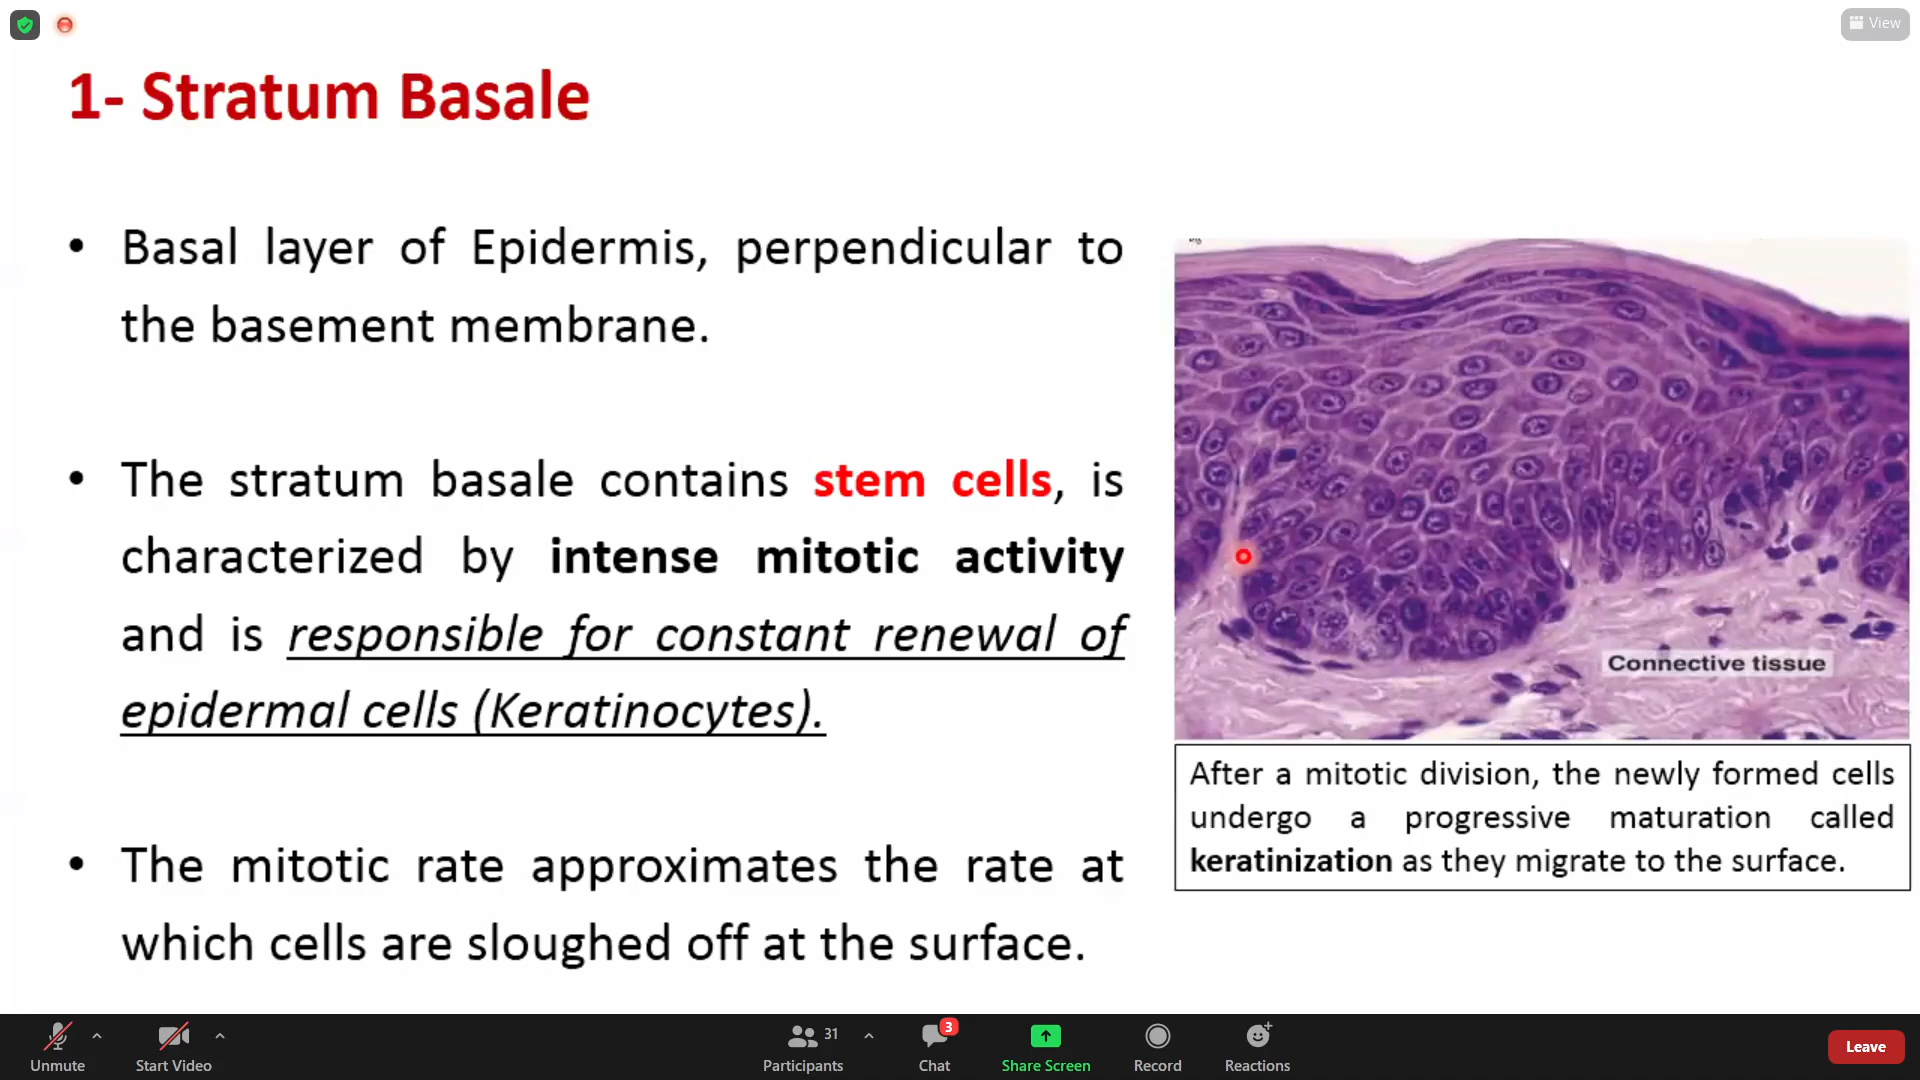 View
1- Stratum Basale
• Basal layer of Epidermis, perpendicular to
the basement membrane.
• The stratum basale contains stem cells, is
characterized by intense mitotic activity
and is responsible for constant renewal of
epidermal cells (Keratinocytes).
• The mitotic rate approximates the rate at
which cells are sloughed off at the surface.
Connective tissue
After a mitotic division, the newly formed cells
undergo a progressive maturation called
keratinization as they migrate to the surface.
Unmute
Start Video
31
Participants
3
Chat
Share Screen
Record
Reactions
Leave